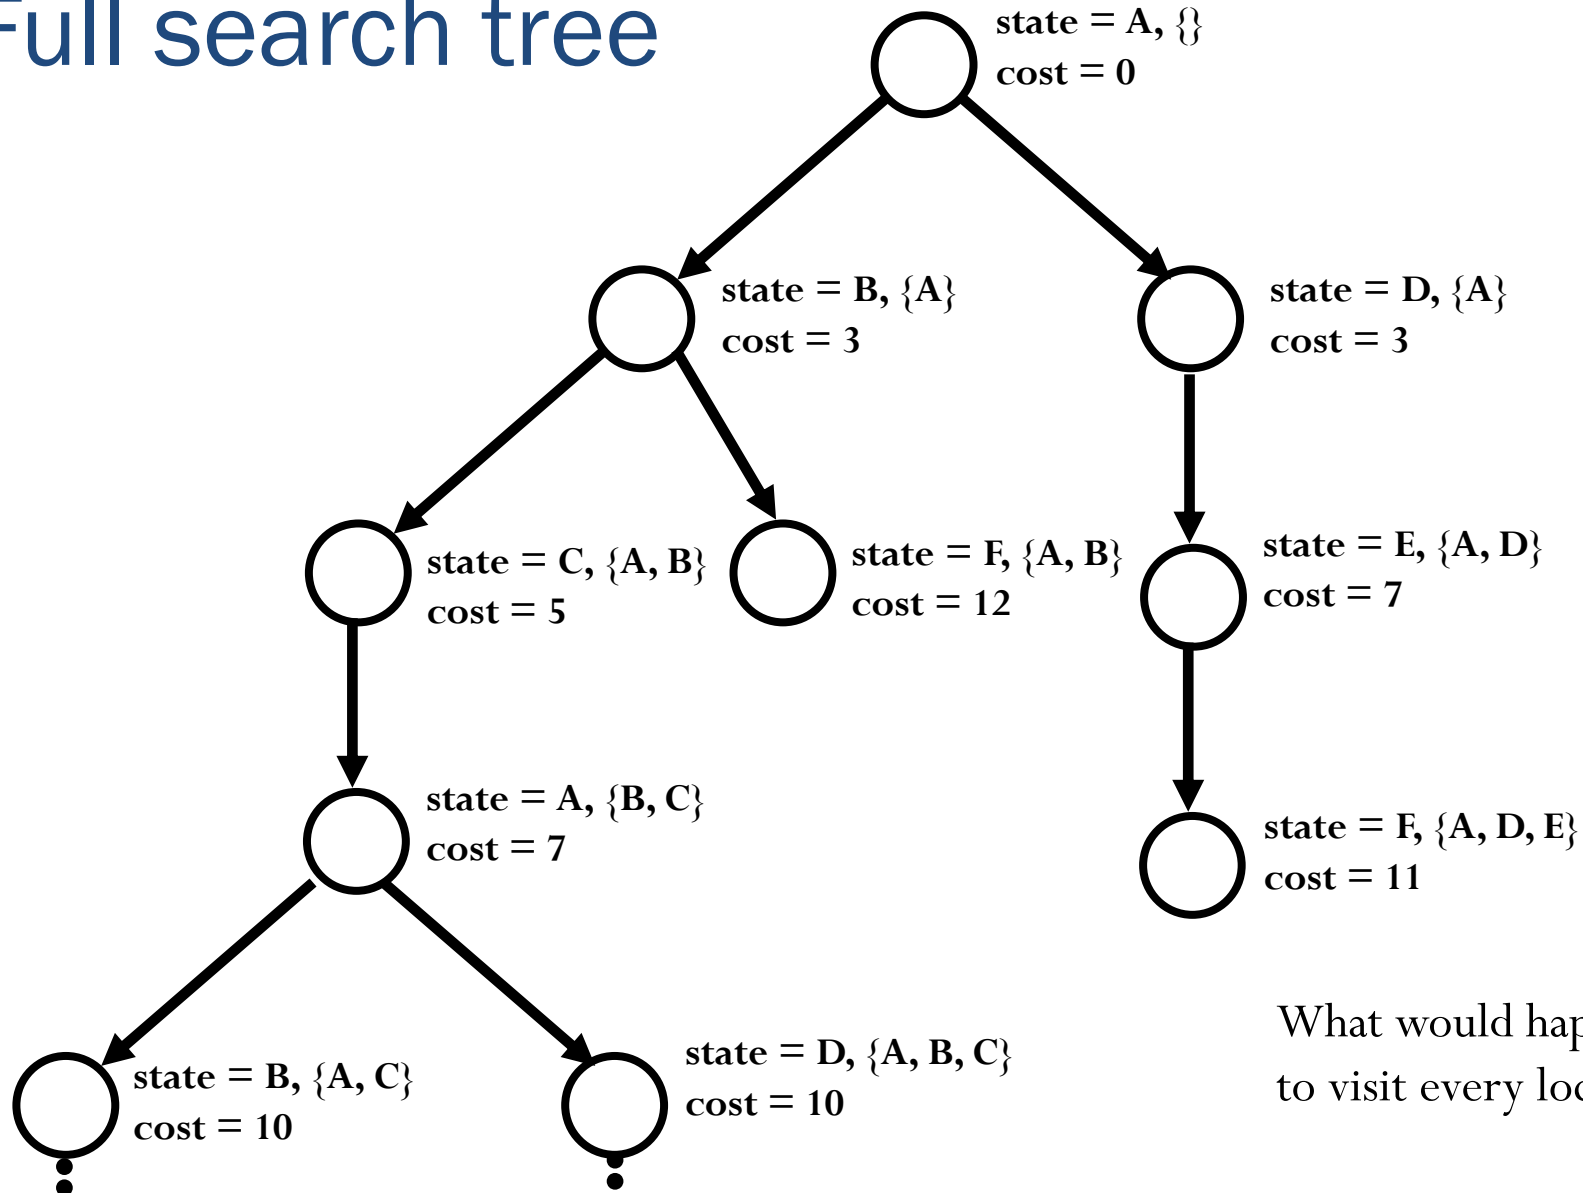 Full search tree
state = A, {}
cost = 0
state = B, {A}
cost = 3
state = D, {A}
cost = 3
state = C, {A, B}
cost = 5
state = F, {A, B}
cost = 12
state = E, {A, D}
cost = 7
state = A, {B, C}
cost = 7
state = F, {A, D, E}
cost = 11
state = B, {A, C}
cost = 10
state = D, {A, B, C}
cost = 10
What would
to visit every